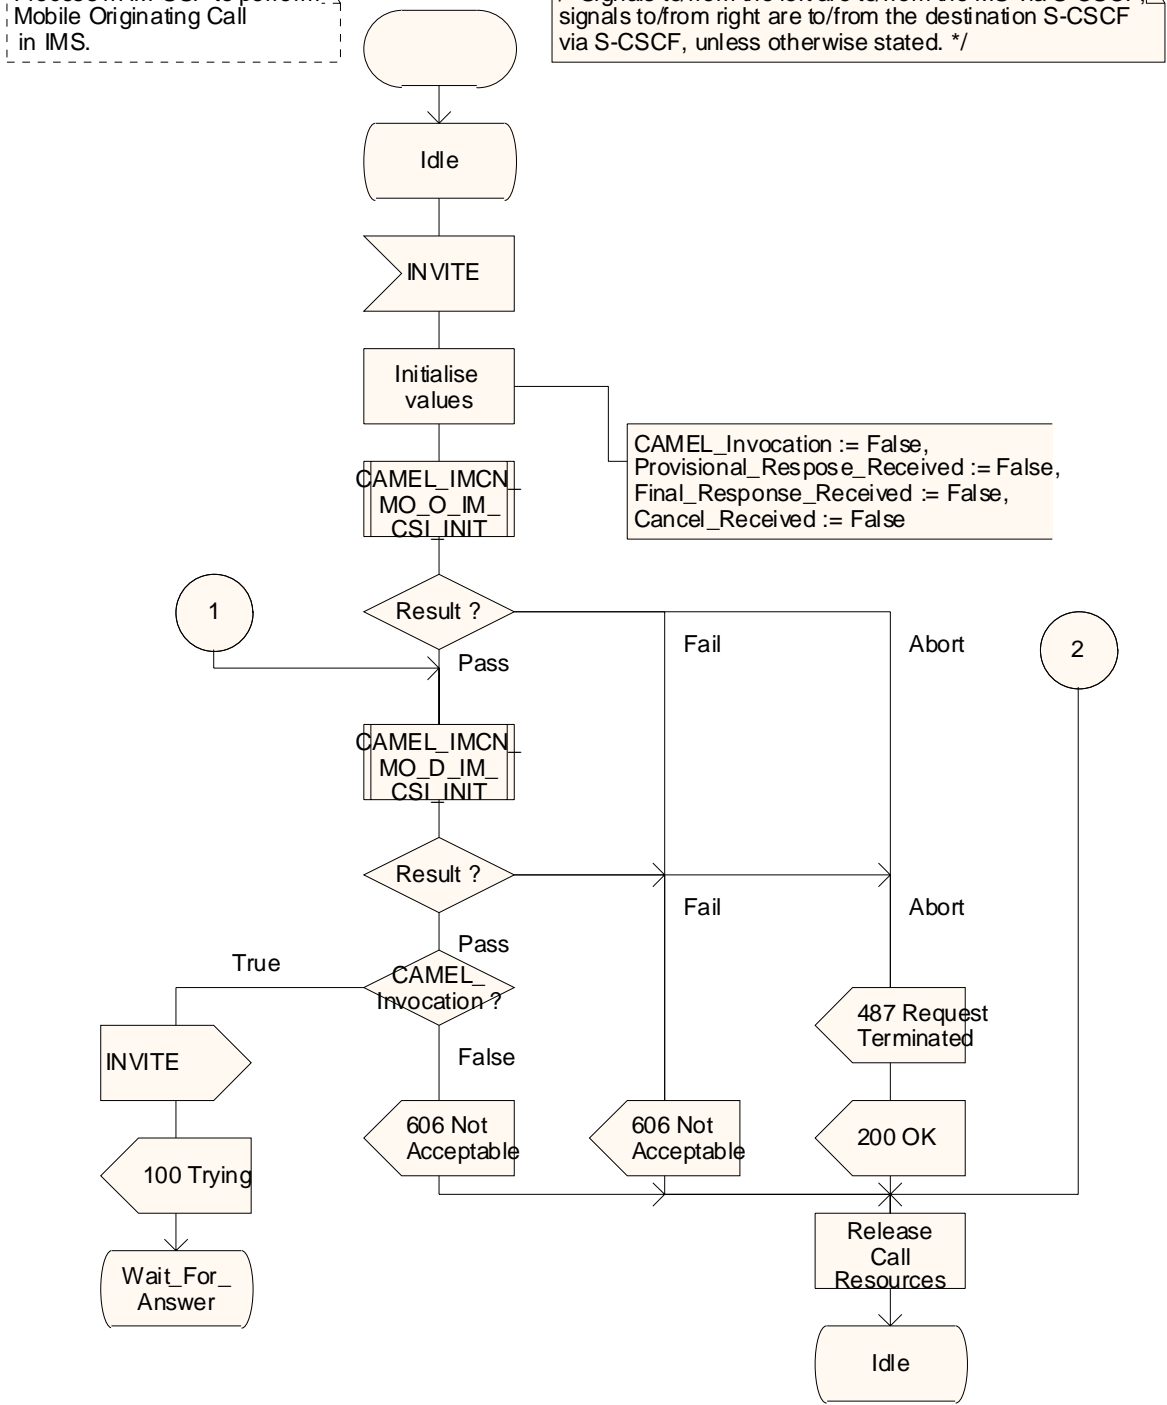 Mobile Originating Call
in IMS.
signals to/from right are to/from the destination S-CSCF
via S-CSCF, unless otherwise stated. */
Idle
INVITE
Initialise
values
CAMEL_Invocation := False,
Provisional_Respose_Received := False,
Final_Response_Received := False,
Cancel_Received := False
CAMEL_IMCN_
MO_O_IM_
CSI_INIT
1
Result ?
Fail
Abort
2
Pass
CAMEL_IMCN_
MO_D_IM_
CSI_INIT
Result ?
Fail
Abort
Pass
True
CAMEL_
Invocation ?
487 Request
Terminated
INVITE
False
606 Not
Acceptable
606 Not
Acceptable
200 OK
100 Trying
Release
Call
Resources
Wait_For_
Answer
Idle